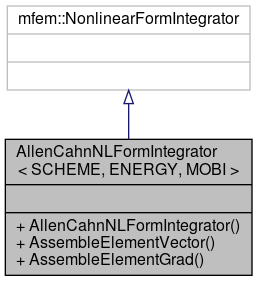 mfem::NonlinearFormIntegrator
AllenCahnNLFormIntegrator
< SCHEME, ENERGY, MOBI >
+ AllenCahnNLFormIntegrator()
+ AssembleElementVector()
+ AssembleElementGrad()